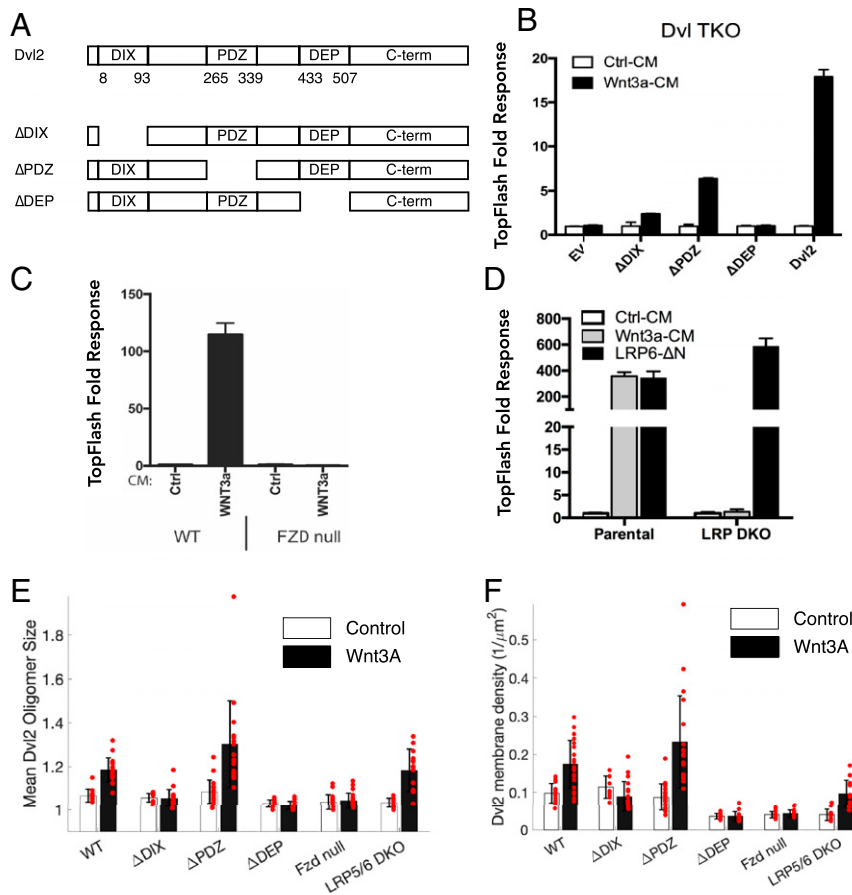 A
Dvl2 DIX PDZ DEP C-term
8 93 265 339 433 507
ΔDIX PDZ DEP C-term
ΔPDZ DIX DEP C-term
ΔDEP DIX PDZ C-term
B
Dvl TKO
TopFlash Fold Response
20
15
10
5
0
Ctrl-CM
Wnt3a-CM
EV ΔDIX ΔPDZ ΔDEP Dvl2
C
TopFlash Fold Response
150
100
50
0
CM: Ctrl WNT3a Ctrl WNT3a
WT FZD null
D
TopFlash Fold Response
800
600
400
200
20
15
10
5
0
Ctrl-CM
Wnt3a-CM
LRP6-ΔN
Parental LRP DKO
E
Mean Dvl2 Oligomer Size
1.8
1.6
1.4
1.2
1
Control
Wnt3A
WT ΔDIX ΔPDZ ΔDEP Fzd null LRP5/6 DKO
F
Dvl2 membrane density (1/μm²)
0.5
0.4
0.3
0.2
0.1
0
Control
Wnt3A
WT ΔDIX ΔPDZ ΔDEP Fzd null LRP5/6 DKO